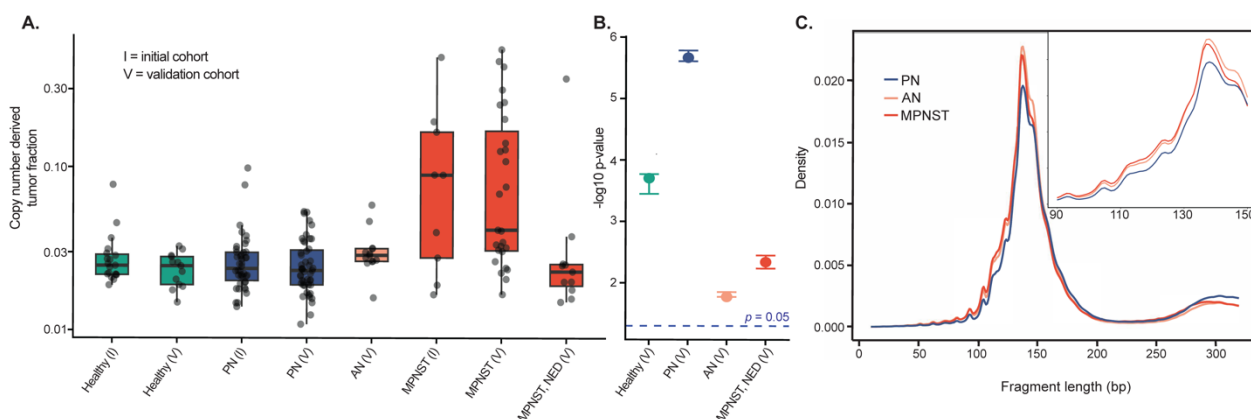 A.
I = initial cohort
V = validation cohort
Copy number derived
tumor fraction
0.30
0.10
0.03
0.01
Healthy (I)
Healthy (V)
PN (I)
PN (V)
AN (V)
MPNST (I)
MPNST (V)
MPNST, NED (V)
B.
-log10 p-value
6
5
4
3
2
p = 0.05
Healthy (V)
PN (V)
AN (V)
MPNST, NED (V)
C.
Density
0.020
0.015
0.010
0.005
0.000
PN
AN
MPNST
90
110
130
150
0
50
100
150
200
250
300
Fragment length (bp)